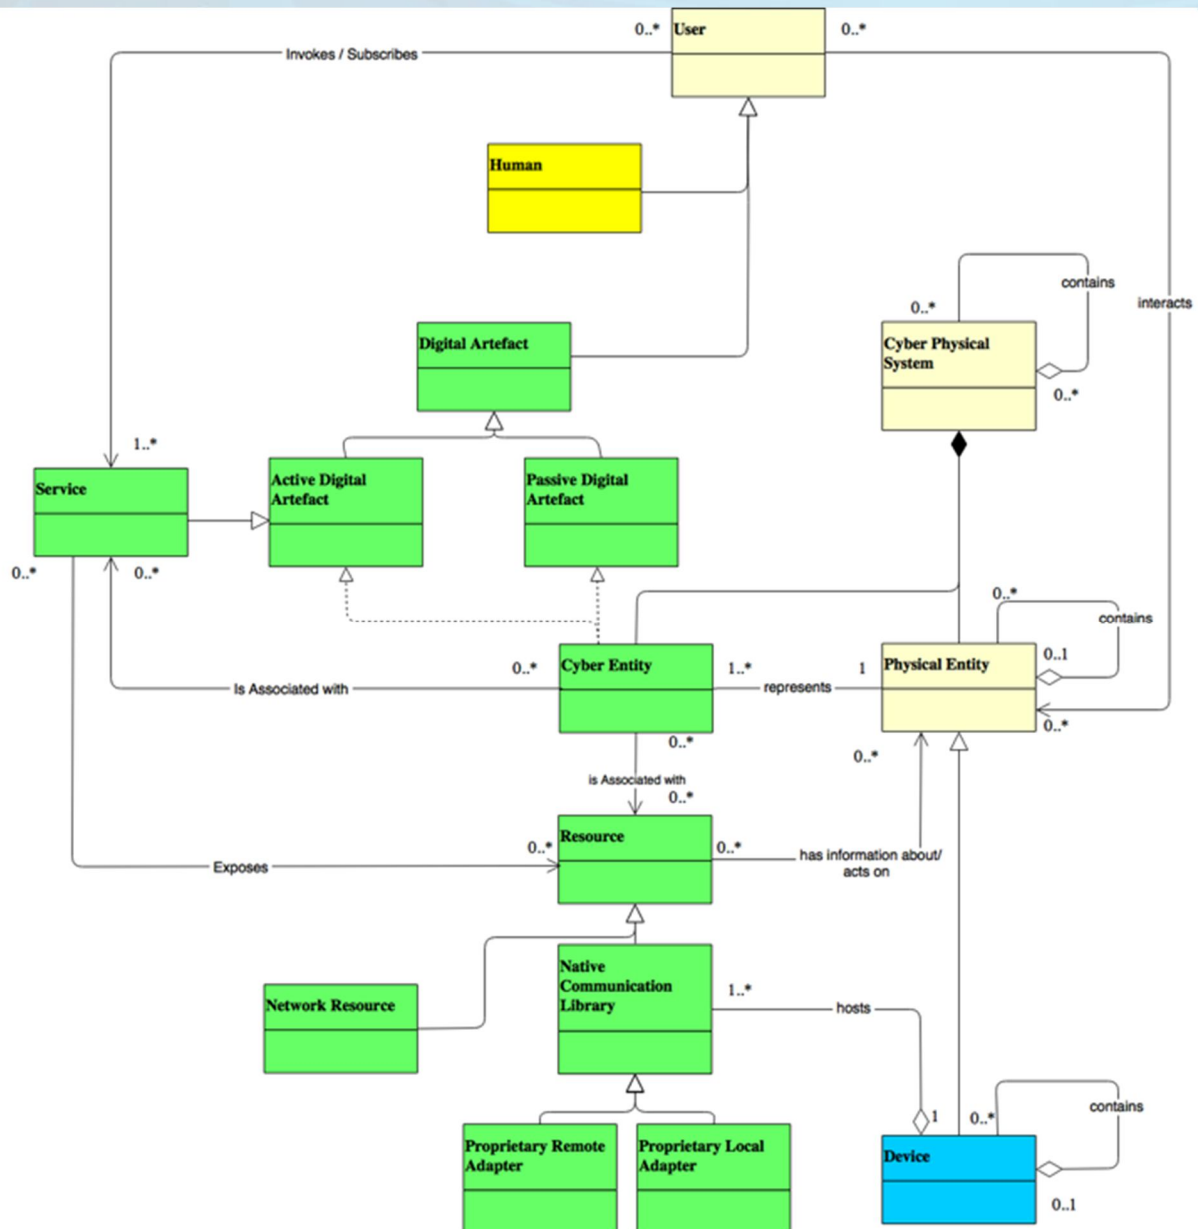 0..*
User
0..*
Invokes / Subscribes
Human
contains
0..*
interacts
Digital Artefact
Cyber Physical
System
0..*
1..*
Service
Active Digital
Artefact
Passive Digital
Artefact
0..*
0..*
0..*
contains
0..*
Cyber Entity
1..*
1
Physical Entity
0..1
Is Associated with
represents
0..*
0..*
0..*
is Associated with
0..*
Resource
0..*
0..*
Exposes
has information about/
acts on
Native
Communication
Library
1..*
Network Resource
hosts
contains
1
0..*
Proprietary Remote
Adapter
Proprietary Local
Adapter
Device
0..1